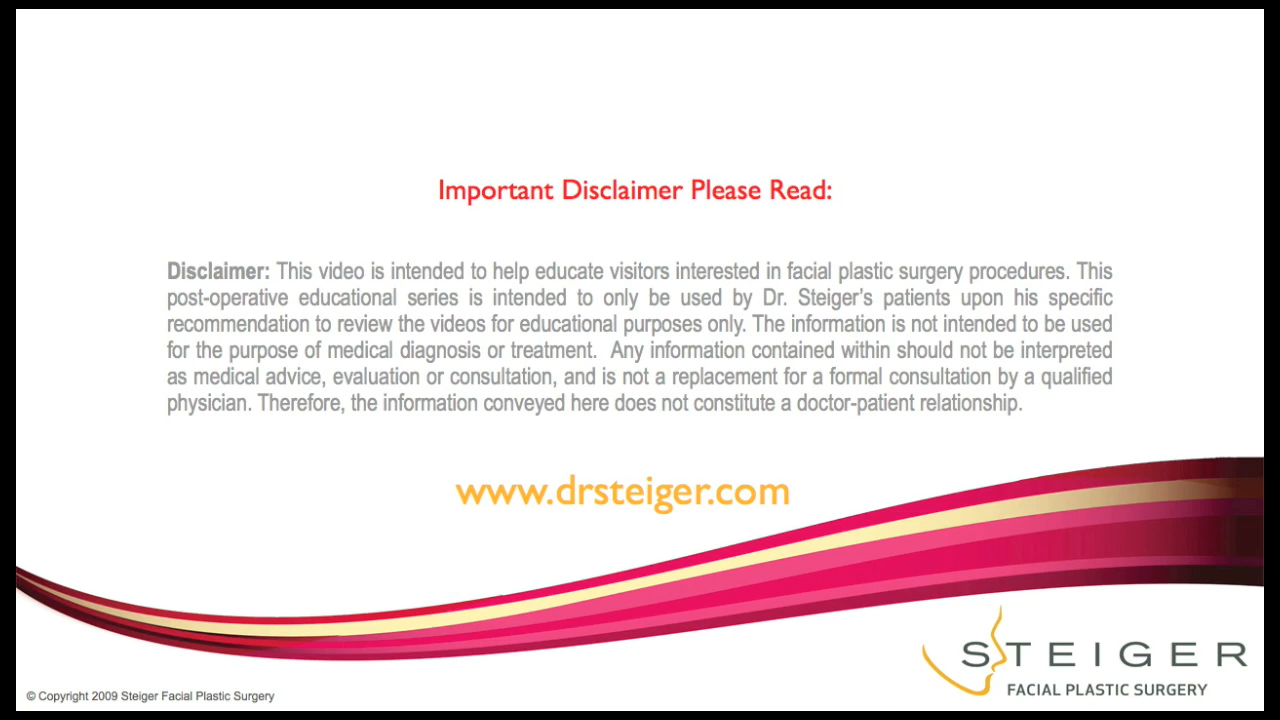 Important Disclaimer Please Read:
Disclaimer: This video is intended to help educate visitors interested in facial plastic surgery procedures. This
post-operative educational series is intended to only be used by Dr. Steiger’s patients upon his specific
recommendation to review the videos for educational purposes only. The information is not intended to be used
for the purpose of medical diagnosis or treatment.  Any information contained within should not be interpreted
as medical advice, evaluation or consultation, and is not a replacement for a formal consultation by a qualified
physician. Therefore, the information conveyed here does not constitute a doctor-patient relationship.
www.drsteiger.com
STEIGER
FACIAL PLASTIC SURGERY
© Copyright 2009 Steiger Facial Plastic Surgery